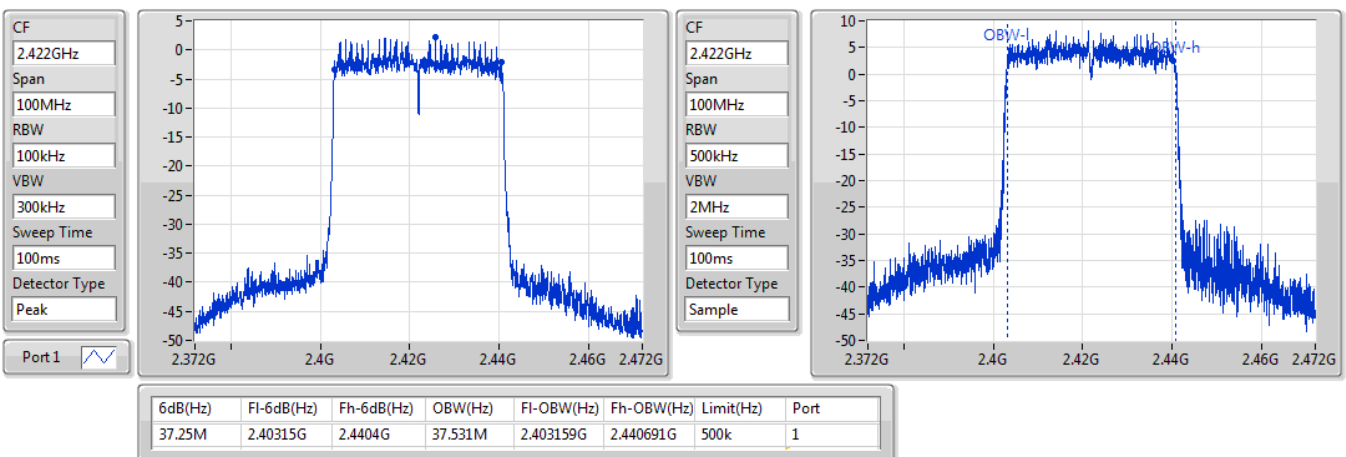 CF
2.422GHz
Span
100MHz
RBW
100kHz
VBW
300kHz
Sweep Time
100ms
Detector Type
Peak
Port 1
5
0
-5
-10
-15
-20
-25
-30
-35
-40
-45
-50
2.372G 2.4G 2.42G 2.44G 2.46G 2.472G
CF
2.422GHz
Span
100MHz
RBW
500kHz
VBW
2MHz
Sweep Time
100ms
Detector Type
Sample
10
5
0
-5
-10
-15
-20
-25
-30
-35
-40
-45
-50
OBW-l OBW-h
2.372G 2.4G 2.42G 2.44G 2.46G 2.472G
6dB(Hz) Fl-6dB(Hz) Fh-6dB(Hz) OBW(Hz) Fl-OBW(Hz) Fh-OBW(Hz) Limit(Hz) Port
37.25M 2.40315G 2.4404G 37.531M 2.403159G 2.440691G 500k 1